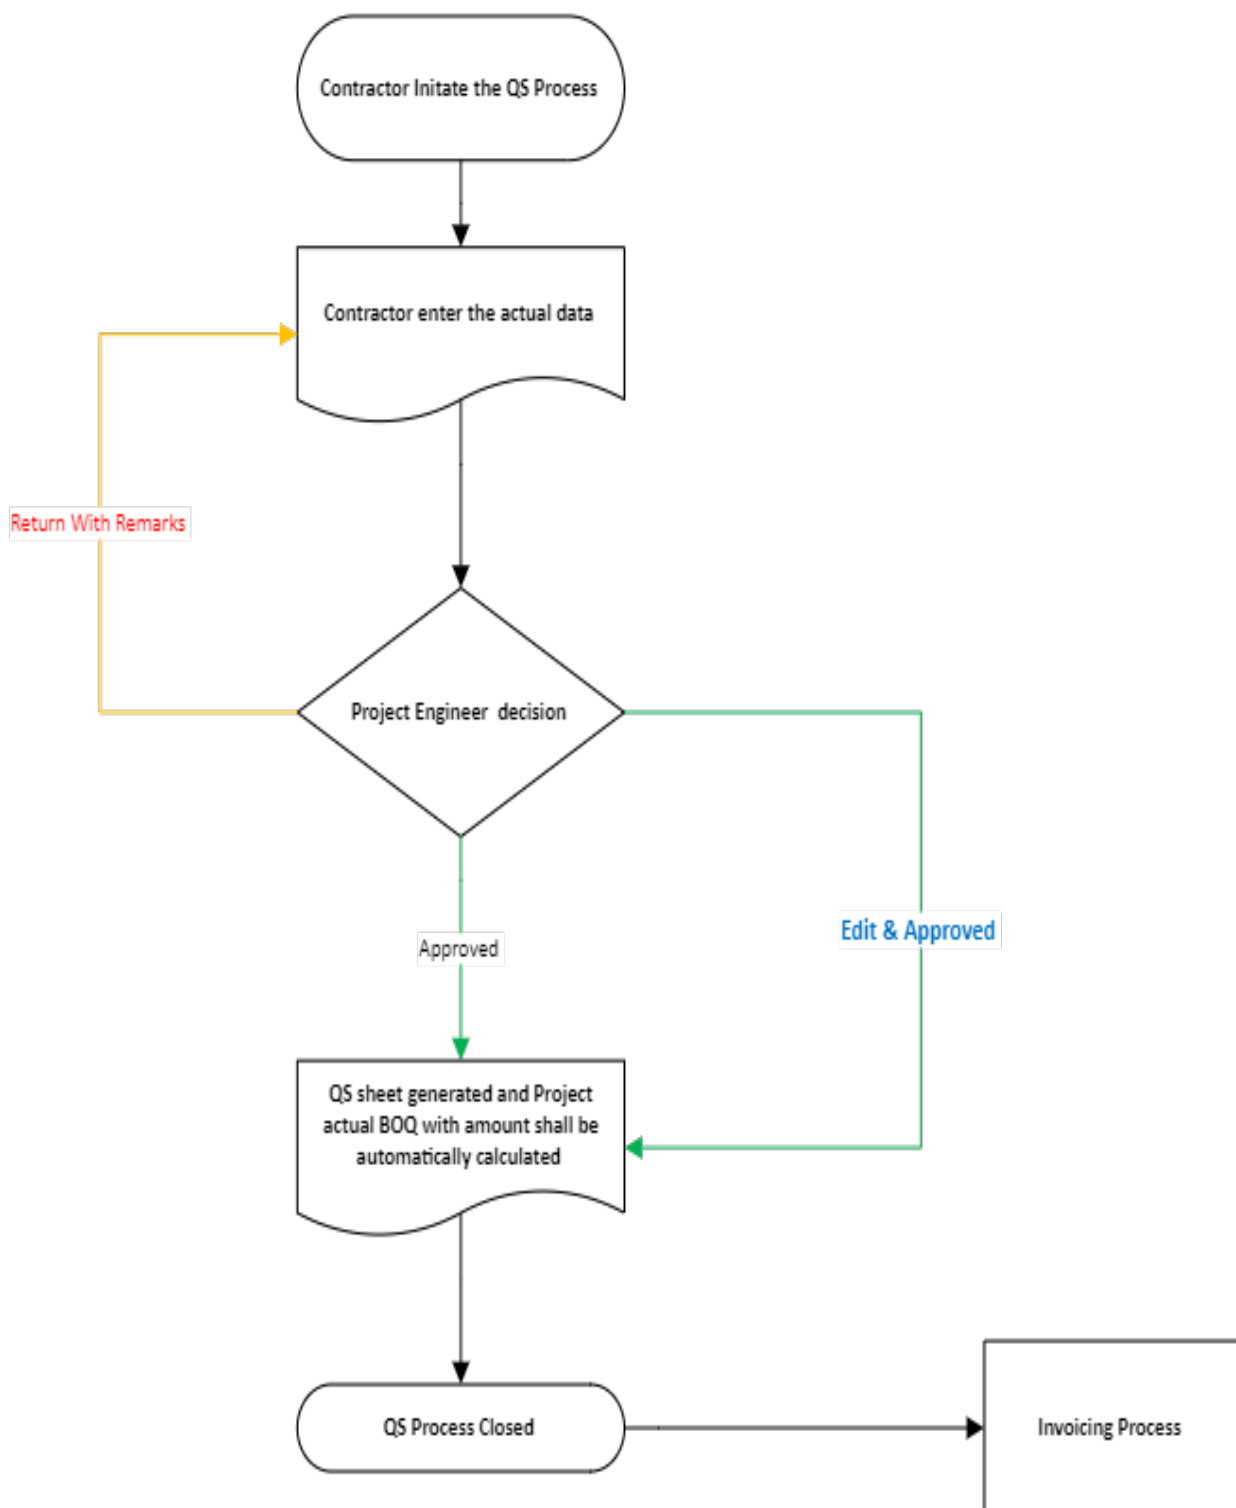 Contractor Initate the QS Process
Contractor enter the actual data
Return With Remarks
Project Engineer decision
Edit & Approved
Approved
QS sheet generated and Project
actual BOQ with amount shall be
automatically calculated
QS Process Closed
Invoicing Process